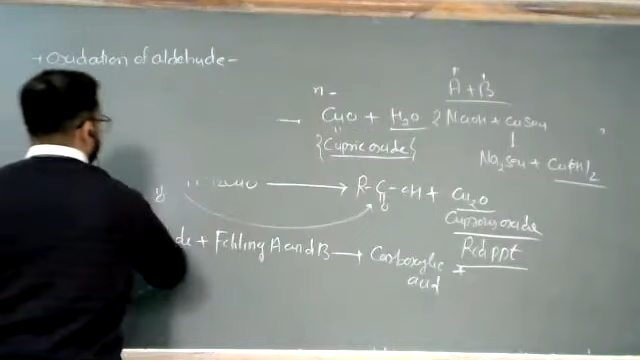 → Oxidation of aldehyde -
A + B
CuO + H2O } NaOH + CuSO4
{Cupric oxide}
Na2SO4 + Cu(OH)2
R-C-OH + Cu2O
O
Cuprous oxide
Red ppt
+ Fehling A and B → Carboxylic
acid